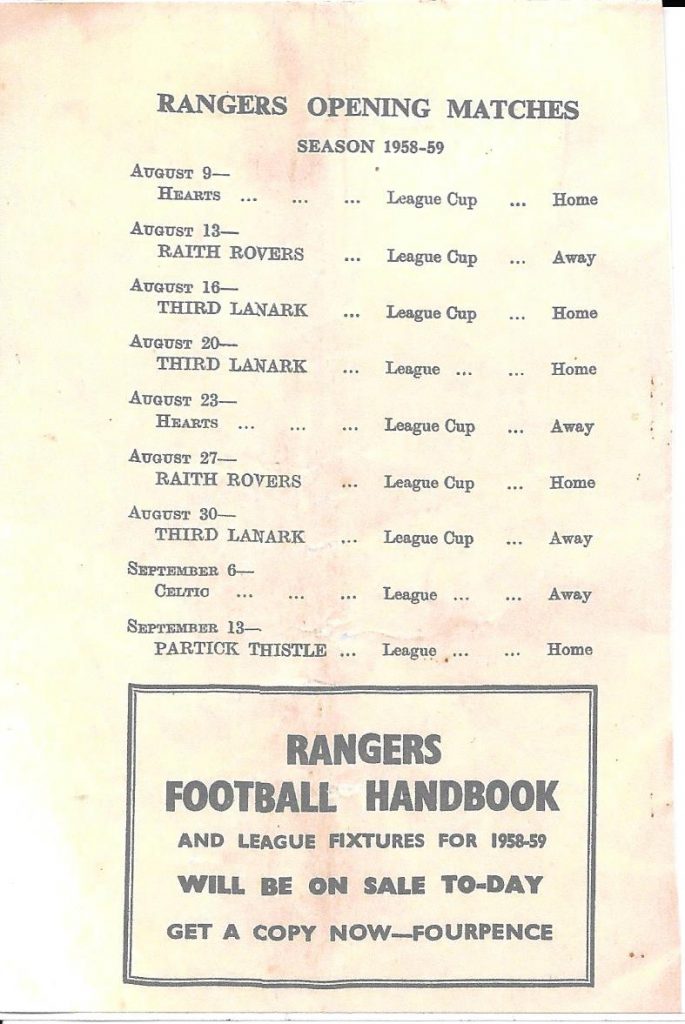 RANGERS OPENING MATCHES
SEASON 1958-59
AUGUST 9—
HEARTS ... ... ... League Cup ... Home
AUGUST 13—
RAITH ROVERS ... League Cup ... Away
AUGUST 16—
THIRD LANARK ... League Cup ... Home
AUGUST 20—
THIRD LANARK ... League ... ... Home
AUGUST 23—
HEARTS ... ... ... League Cup ... Away
AUGUST 27—
RAITH ROVERS ... League Cup ... Home
AUGUST 30—
THIRD LANARK ... League Cup ... Away
SEPTEMBER 6—
CELTIC ... ... ... League ... ... Away
SEPTEMBER 13—
PARTICK THISTLE ... League ... ... Home
RANGERS
FOOTBALL HANDBOOK
AND LEAGUE FIXTURES FOR 1958-59
WILL BE ON SALE TO-DAY
GET A COPY NOW—FOURPENCE